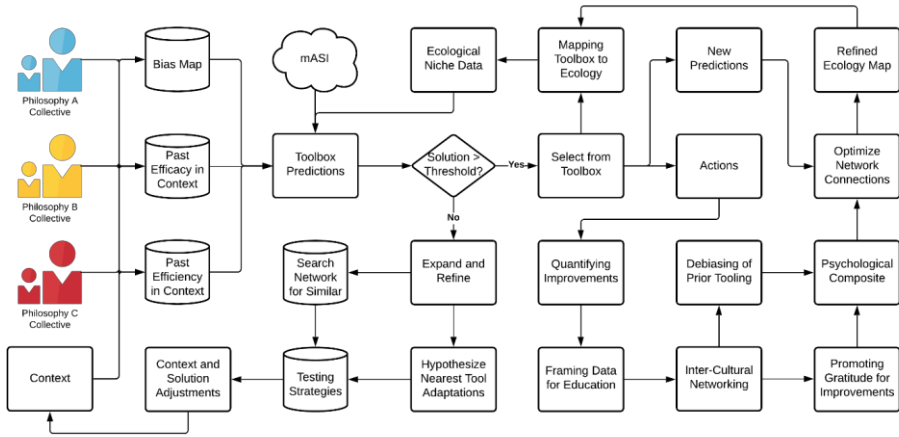 Philosophy A
Collective
Bias Map
mASI
Ecological
Niche Data
Mapping
Toolbox to
Ecology
New
Predictions
Refined
Ecology Map
Philosophy B
Collective
Past
Efficacy in
Context
Toolbox
Predictions
Solution >
Threshold?
Yes
Select from
Toolbox
Actions
Optimize
Network
Connections
No
Philosophy C
Collective
Past
Efficiency
in Context
Search
Network
for Similar
Expand and
Refine
Quantifying
Improvements
Debiasing of
Prior Tooling
Psychological
Composite
Context
Context and
Solution
Adjustments
Testing
Strategies
Hypothesize
Nearest Tool
Adaptations
Framing Data
for Education
Inter-Cultural
Networking
Promoting
Gratitude for
Improvements